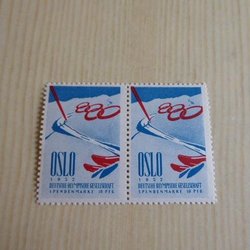 OSLO OSLO
1952 1952
DEUTSCHE OLYMPISCHE GESELLSCHAFT DEUTSCHE OLYMPISCHE GESELLSCHAFT
SPENDENMARKE 10 PFG SPENDENMARKE 10 PFG